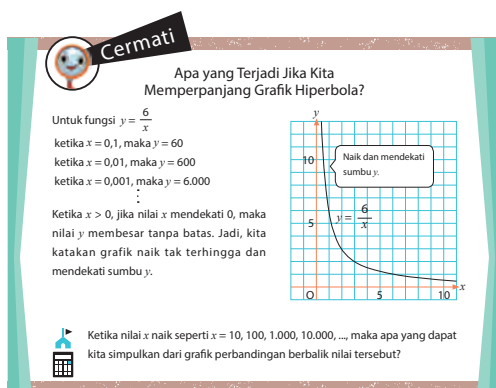 Cermati
Apa yang Terjadi Jika Kita
Memperpanjang Grafik Hiperbola?
Untuk fungsi y = 6/x
ketika x = 0,1, maka y = 60
ketika x = 0,01, maka y = 600
ketika x = 0,001, maka y = 6.000
⋮
Ketika x > 0, jika nilai x mendekati 0, maka
nilai y membesar tanpa batas. Jadi, kita
katakan grafik naik tak terhingga dan
mendekati sumbu y.
y
10
Naik dan mendekati
sumbu y.
5
y = 6/x
O
5
10
x
Ketika nilai x naik seperti x = 10, 100, 1.000, 10.000, ..., maka apa yang dapat
kita simpulkan dari grafik perbandingan berbalik nilai tersebut?